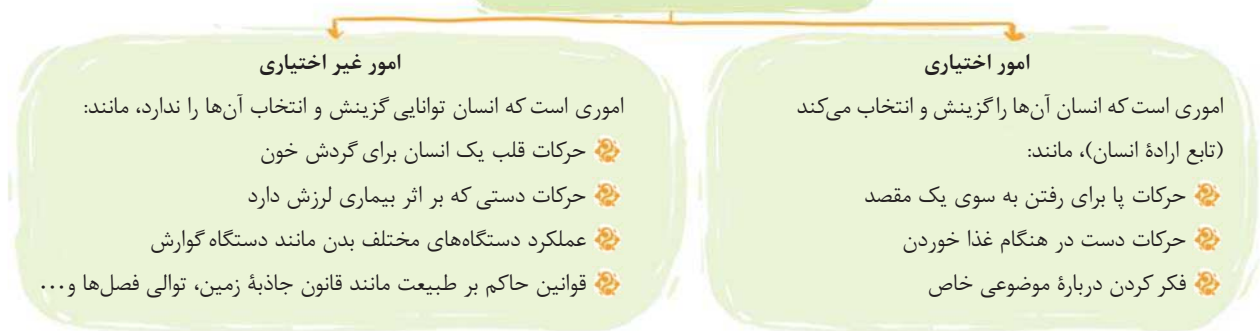 امور اختیاری
اموری است که انسان آن‌ها را گزینش و انتخاب می‌کند
(تابع ارادهٔ انسان)، مانند:
حرکات پا برای رفتن به سوی یک مقصد
حرکات دست در هنگام غذا خوردن
فکر کردن دربارهٔ موضوعی خاص
امور غیر اختیاری
اموری است که انسان توانایی گزینش و انتخاب آن‌ها را ندارد، مانند:
حرکات قلب یک انسان برای گردش خون
حرکات دستی که بر اثر بیماری لرزش دارد
عملکرد دستگاه‌های مختلف بدن مانند دستگاه گوارش
قوانین حاکم بر طبیعت مانند قانون جاذبهٔ زمین، توالی فصل‌ها و...